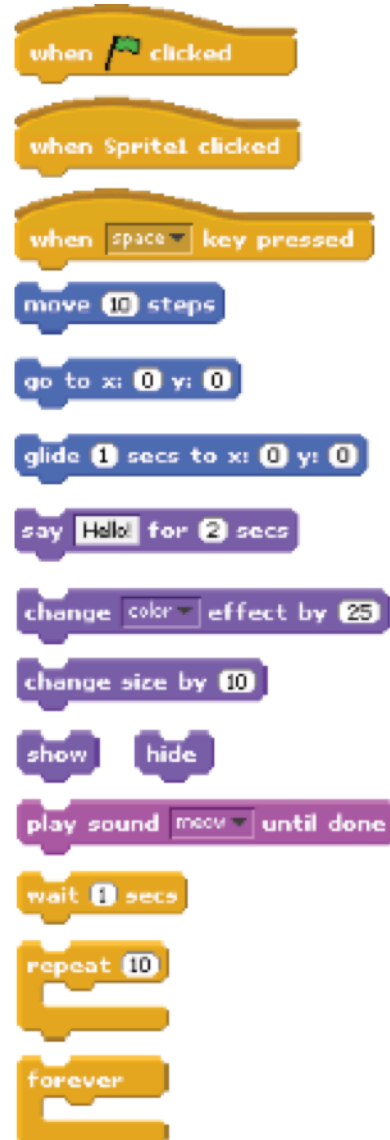 when clicked
when Sprite1 clicked
when space key pressed
move 10 steps
go to x: 0 y: 0
glide 1 secs to x: 0 y: 0
say Hello! for 2 secs
change color effect by 25
change size by 10
show hide
play sound meow until done
wait 1 secs
repeat 10
forever